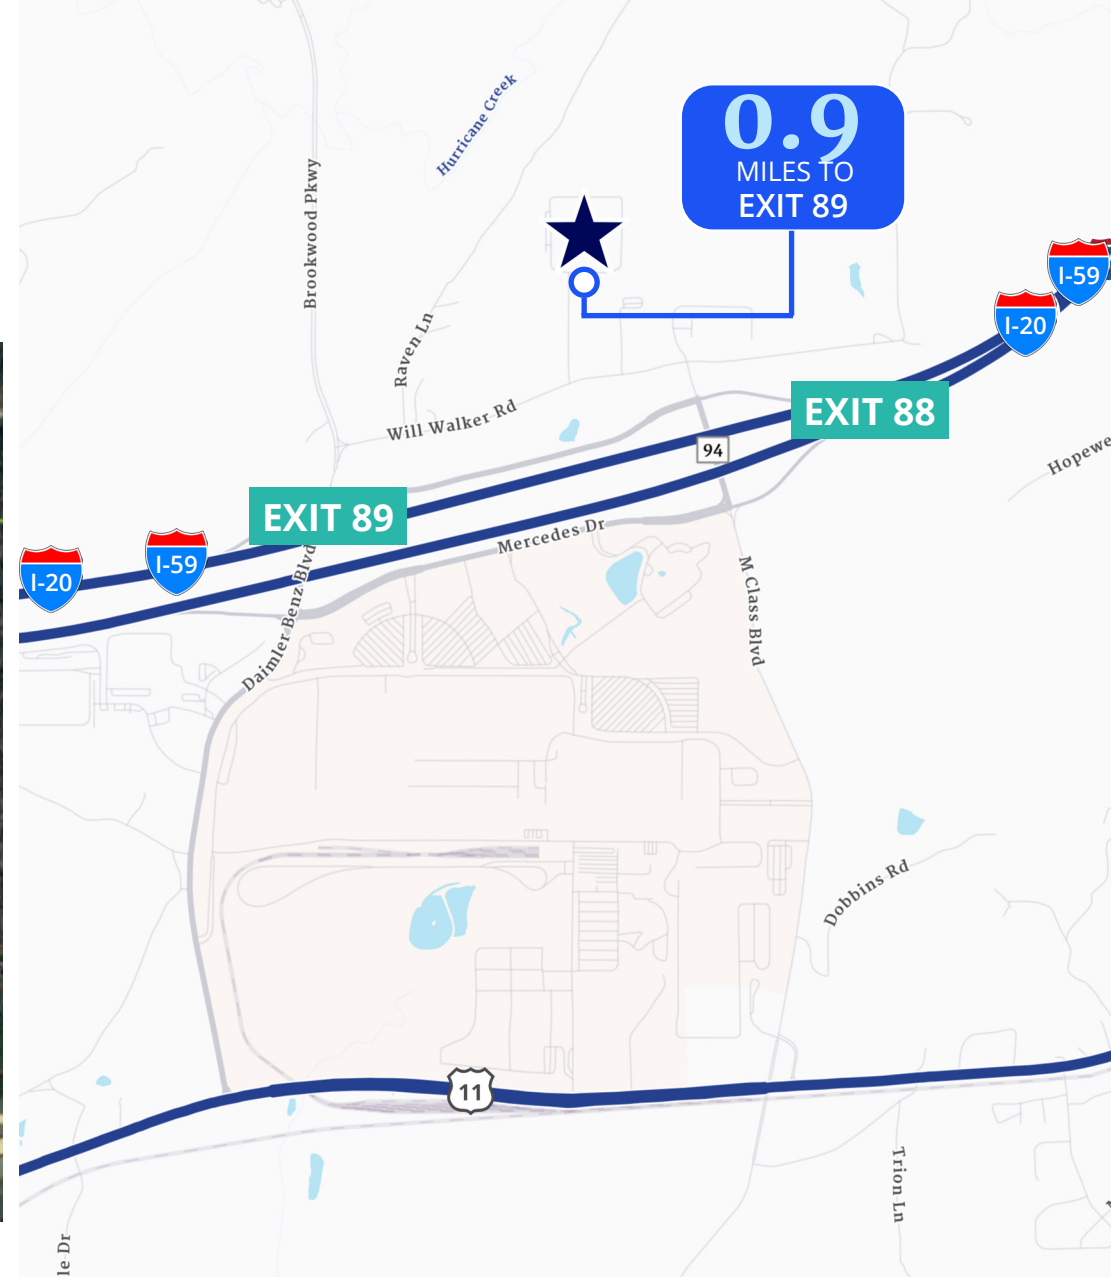 Hurricane Creek
0.9
MILES TO
EXIT 89
Brookwood Pkwy
I-59
I-20
Raven Ln
EXIT 88
Will Walker Rd
94
Hopewe
EXIT 89
Mercedes Dr
I-59
I-20
Daimler Benz Blvd
M Class Blvd
Dobbins Rd
11
Trion Ln
le Dr